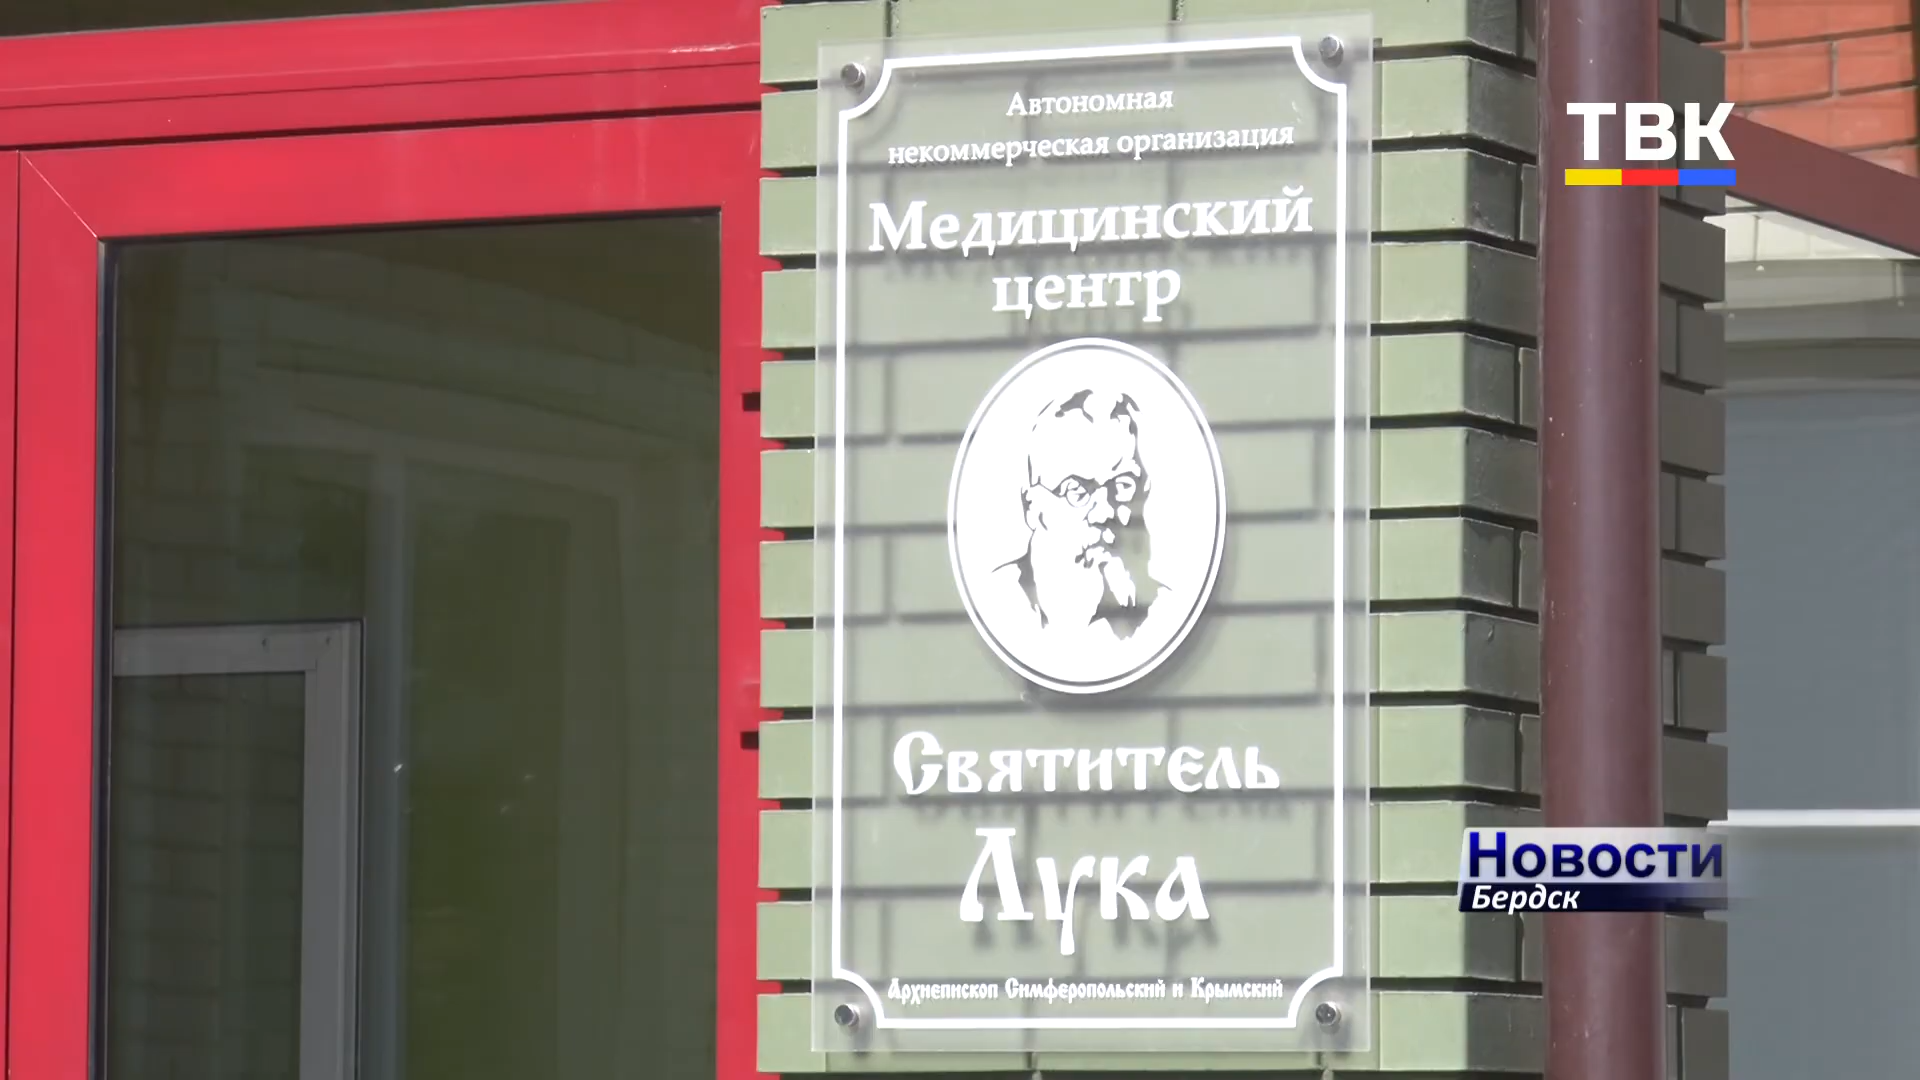 Автономная
некоммерческая организация
Медицинский
центр
Святитель
Лука
Архиепископ Симферопольский и Крымский
ТВК
Новости
Бердск